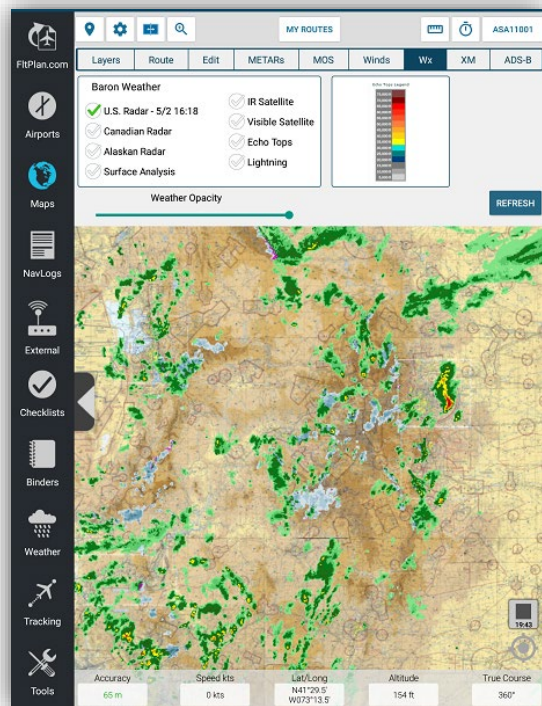 FltPlan.com
Airports
Maps
NavLogs
External
Checklists
Binders
Weather
Tracking
Tools
MY ROUTES
ASA11001
Layers Route Edit METARs MOS Winds Wx XM ADS-B
Baron Weather
U.S. Radar - 5/2 16:18
Canadian Radar
Alaskan Radar
Surface Analysis
IR Satellite
Visible Satellite
Echo Tops
Lightning
Echo Tops Legend
Weather Opacity
REFRESH
19:43
Accuracy Speed kts Lat/Long Altitude True Course
65 m 0 kts N41°29.5' 154 ft 360°
W073°13.5'